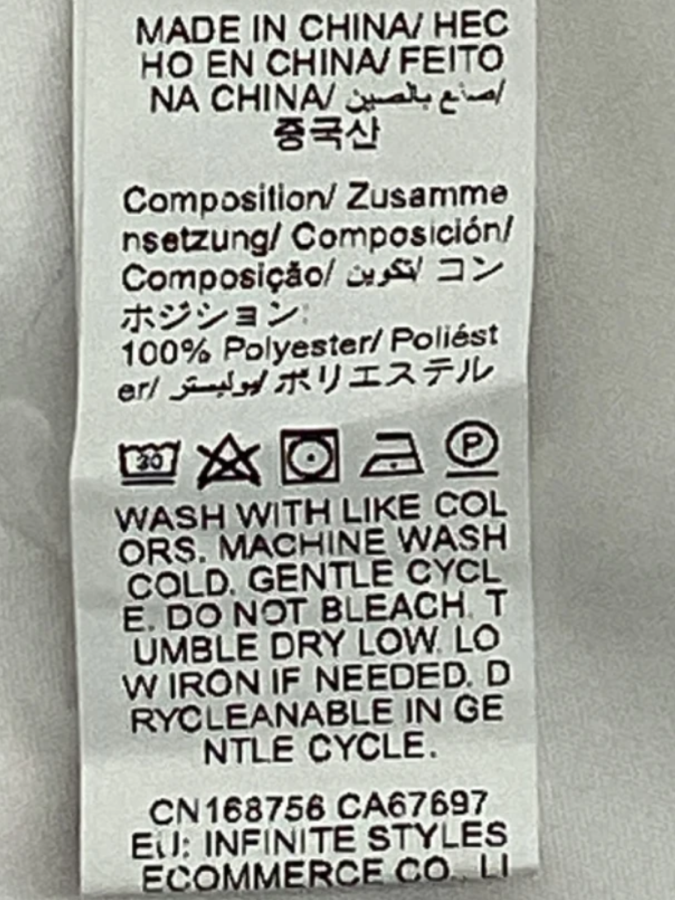 MADE IN CHINA/ HEC
HO EN CHINA/ FEITO
NA CHINA/ صنع بالصين/
중국산
Composition/ Zusamme
nsetzung/ Composición/
Composição/ تكوين/ コン
ポジション:
100% Polyester/ Poliést
er/ بوليستر/ ポリエステル
30
P
WASH WITH LIKE COL
ORS. MACHINE WASH
COLD. GENTLE CYCL
E. DO NOT BLEACH. T
UMBLE DRY LOW. LO
W IRON IF NEEDED. D
RYCLEANABLE IN GE
NTLE CYCLE.
CN168756 CA67697
EU: INFINITE STYLES
ECOMMERCE CO., LI